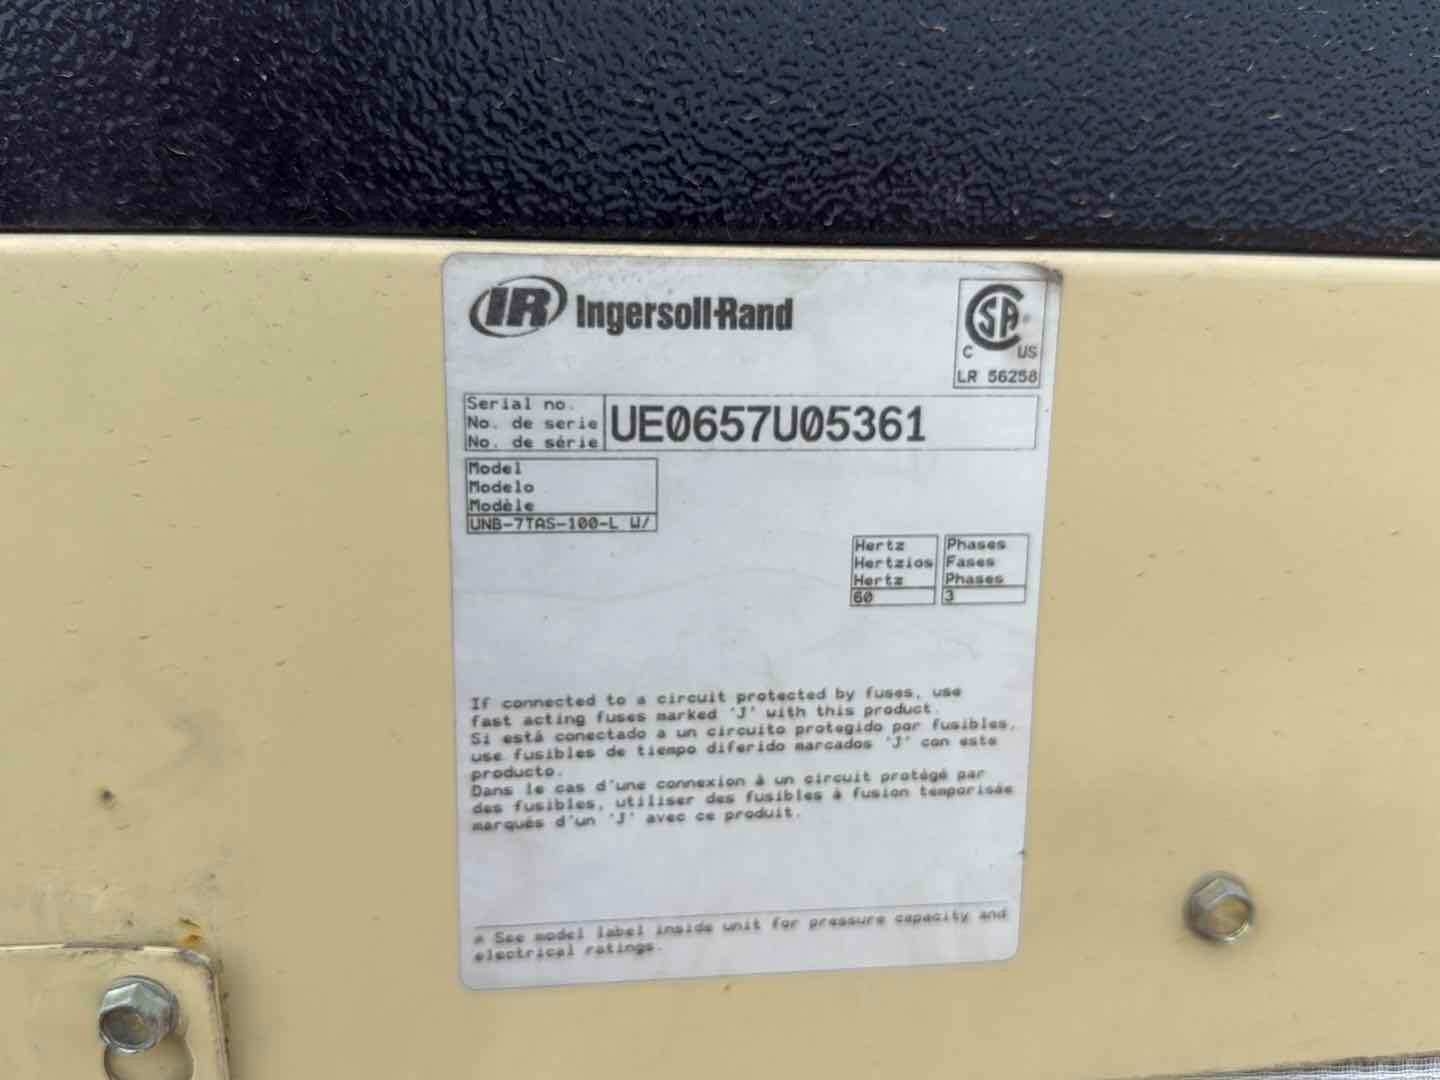 IR Ingersoll-Rand
CSA®
C US
LR 56258
Serial no.
No. de serie
No. de série
UE0657U05361
Model
Modelo
Modèle
UNB-7TAS-100-L W/
Hertz
Hertzios
Hertz
60
Phases
Fases
Phases
3
If connected to a circuit protected by fuses, use
fast acting fuses marked 'J' with this product.
Si está conectado a un circuito protegido por fusibles,
use fusibles de tiempo diferido marcados 'J' con este
producto.
Dans le cas d'une connexion à un circuit protégé par
des fusibles, utiliser des fusibles à fusion temporisée
marqués d'un 'J' avec ce produit.
* See model label inside unit for pressure capacity and
electrical ratings.